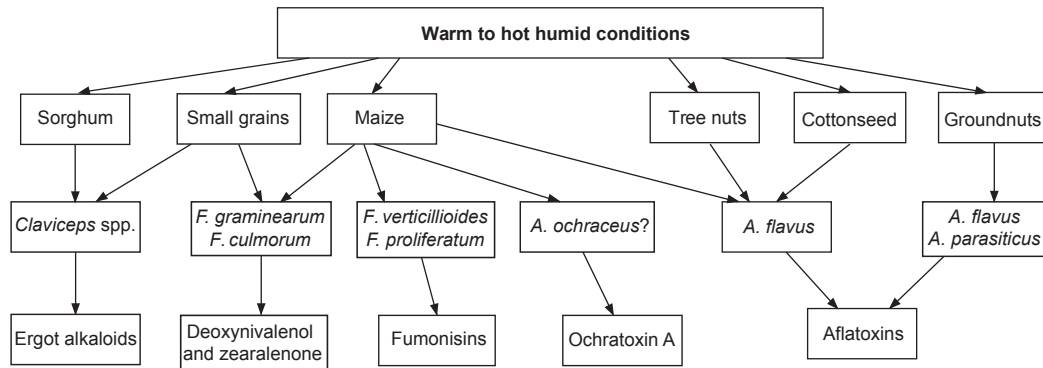 Warm to hot humid conditions
Sorghum
Small grains
Maize
Tree nuts
Cottonseed
Groundnuts
Claviceps spp.
F. graminearum
F. culmorum
F. verticillioides
F. proliferatum
A. ochraceus?
A. flavus
A. flavus
A. parasiticus
Ergot alkaloids
Deoxynivalenol
and zearalenone
Fumonisins
Ochratoxin A
Aflatoxins